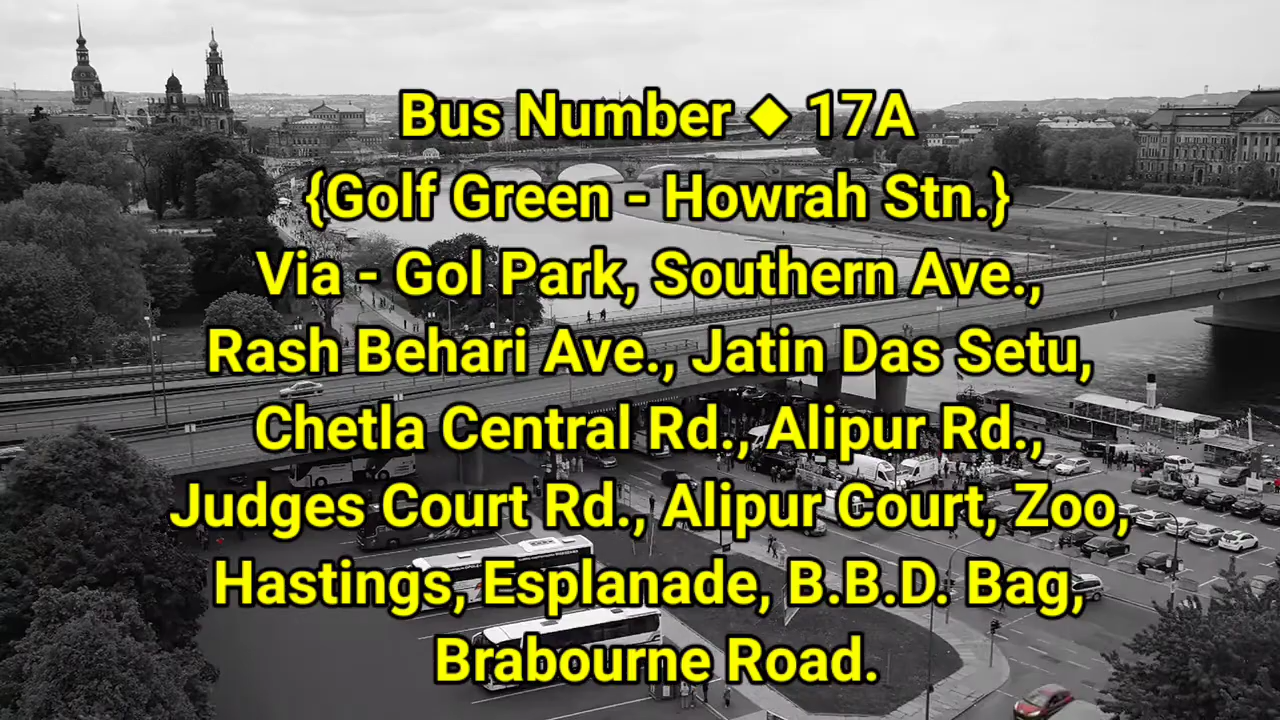 Bus Number ◆ 17A
{Golf Green - Howrah Stn.}
Via - Gol Park, Southern Ave.,
Rash Behari Ave., Jatin Das Setu,
Chetla Central Rd., Alipur Rd.,
Judges Court Rd., Alipur Court, Zoo,
Hastings, Esplanade, B.B.D. Bag,
Brabourne Road.